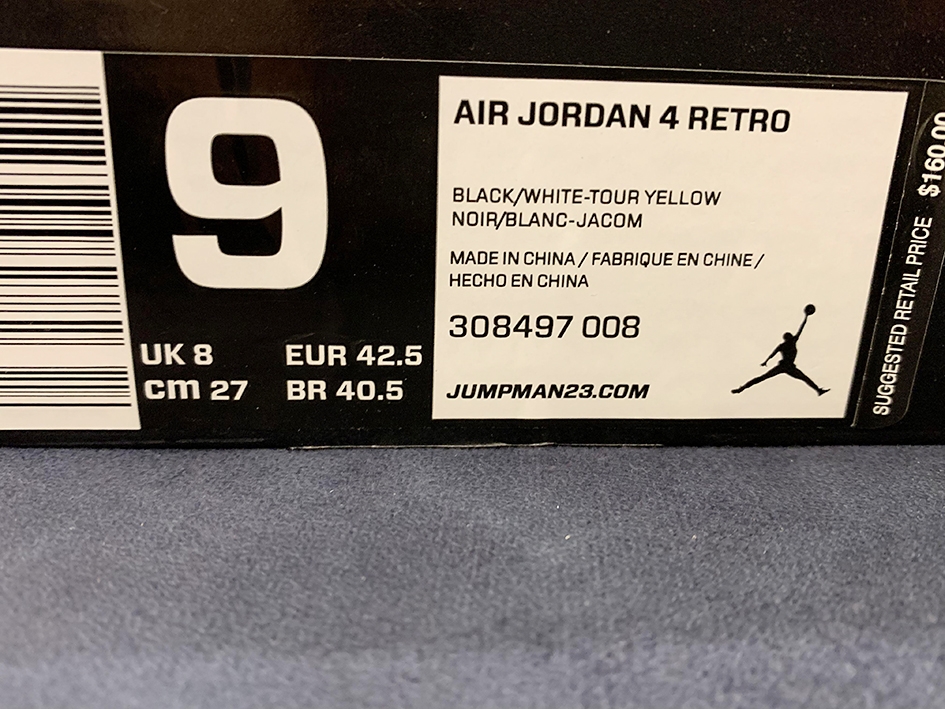 9
UK 8 EUR 42.5
cm 27 BR 40.5
AIR JORDAN 4 RETRO
BLACK/WHITE-TOUR YELLOW
NOIR/BLANC-JACOM
MADE IN CHINA / FABRIQUE EN CHINE /
HECHO EN CHINA
308497 008
JUMPMAN23.COM
SUGGESTED RETAIL PRICE $160.00